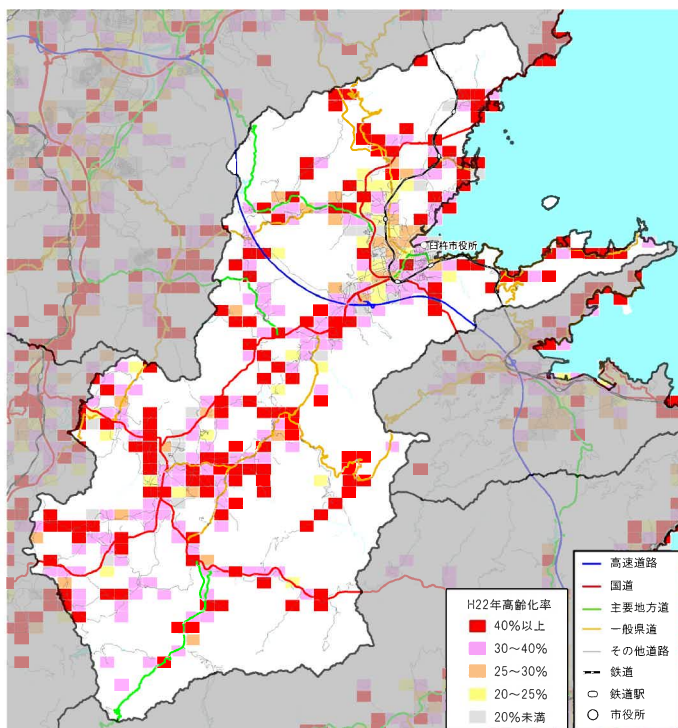 臼杵市役所
H22年高齢化率
40%以上
30～40%
25～30%
20～25%
20%未満
高速道路
国道
主要地方道
一般県道
その他道路
鉄道
鉄道駅
市役所